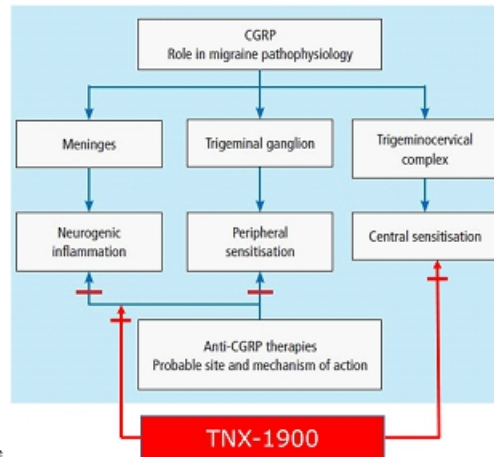 CGRP
Role in migraine pathophysiology
Meninges
Trigeminal ganglion
Trigeminocervical
complex
Neurogenic
inflammation
Peripheral
sensitisation
Central sensitisation
Anti-CGRP therapies
Probable site and mechanism of action
TNX-1900